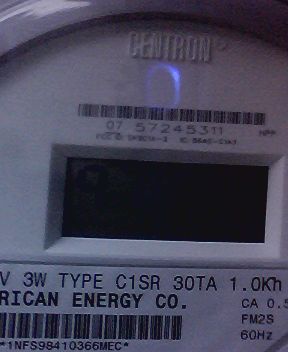 CENTRON
07 57245311
V 3W TYPE C1SR 30TA 1.0Kh
RICAN ENERGY CO.
CA 0.5
FM2S
60Hz
*1NFS98410366MEC*